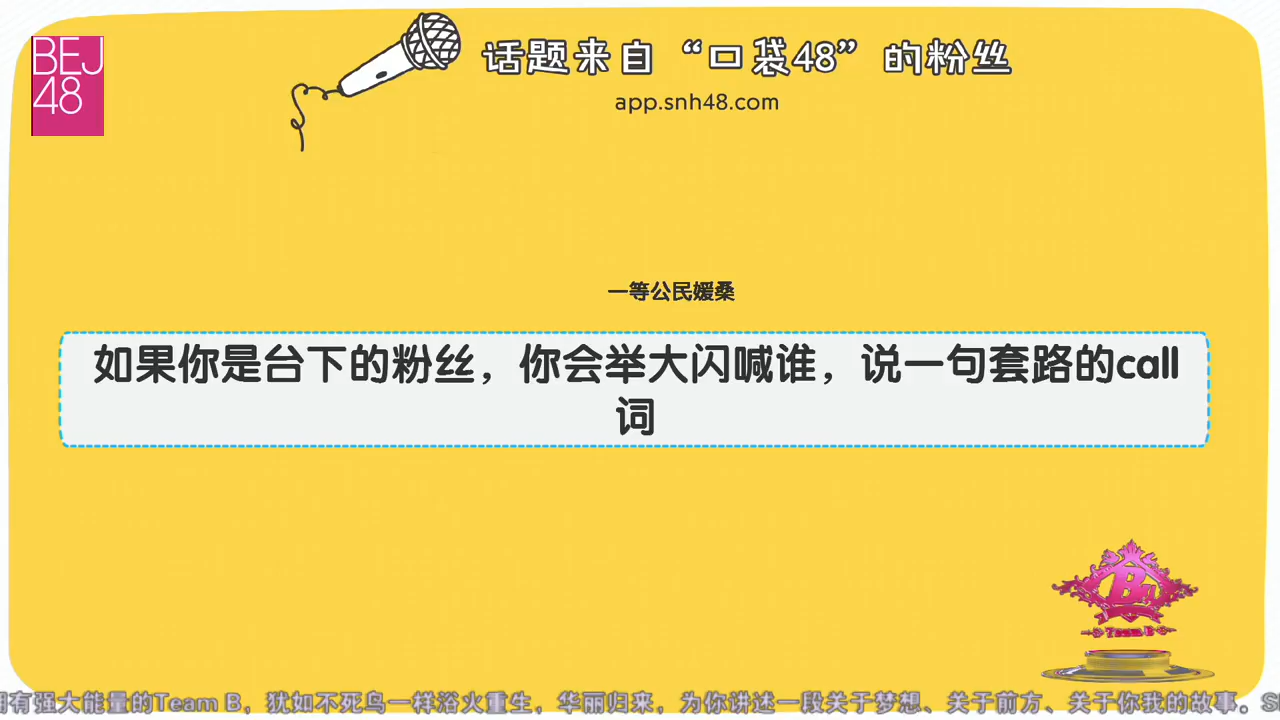 BEJ
48
话题来自“口袋48”的粉丝
app.snh48.com
一等公民媛桑
如果你是台下的粉丝，你会举大闪喊谁，说一句套路的call
词
B
Team B
拥有强大能量的Team B，犹如不死鸟一样浴火重生，华丽归来，为你讲述一段关于梦想、关于前方、关于你我的故事。S